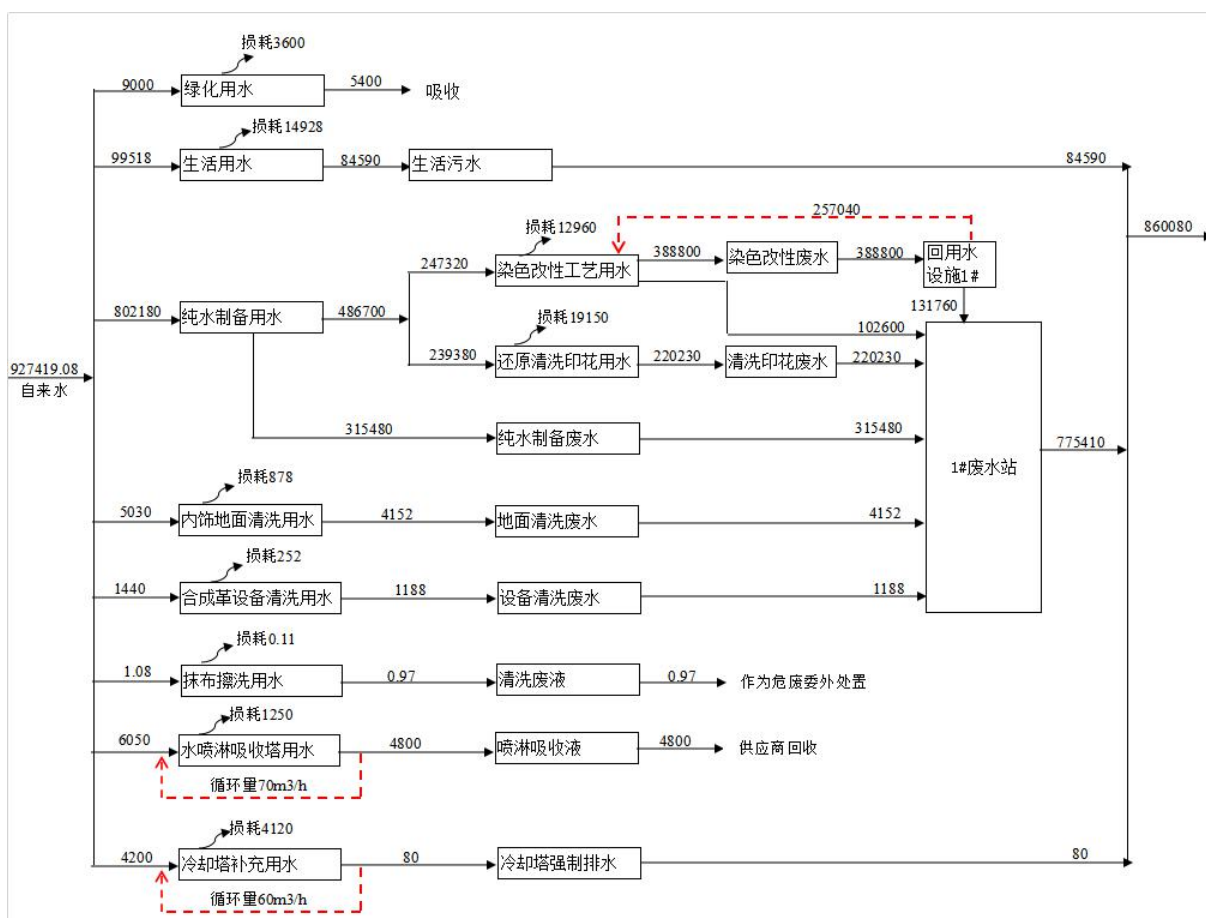 损耗3600
9000
绿化用水
5400
吸收
损耗14928
99518
生活用水
84590
生活污水
84590
257040
860080
损耗12960
247320
染色改性工艺用水
388800
染色改性废水
388800
回用水
设施1#
802180
纯水制备用水
486700
131760
102600
损耗19150
239380
还原清洗印花用水
220230
清洗印花废水
220230
927419.08
自来水
315480
纯水制备废水
315480
1#废水站
775410
损耗878
5030
内饰地面清洗用水
4152
地面清洗废水
4152
损耗252
1440
合成革设备清洗用水
1188
设备清洗废水
1188
损耗0.11
1.08
抹布擦洗用水
0.97
清洗废液
0.97
作为危废委外处置
损耗1250
6050
水喷淋吸收塔用水
4800
喷淋吸收液
4800
供应商回收
循环量70m3/h
损耗4120
4200
冷却塔补充用水
80
冷却塔强制排水
80
循环量60m3/h